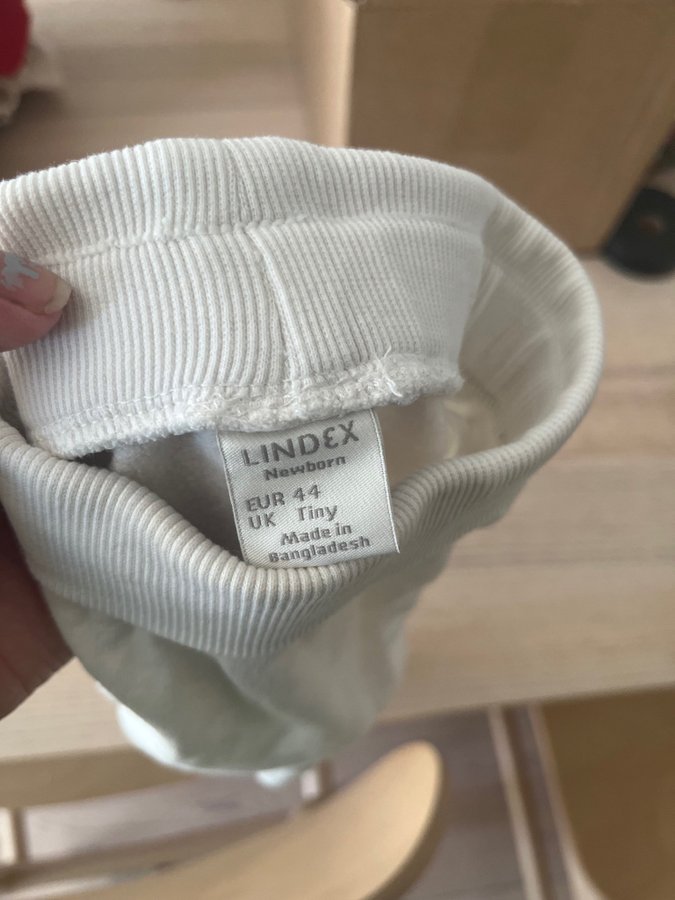 LINDEX
Newborn
EUR 44
UK Tiny
Made in
Bangladesh